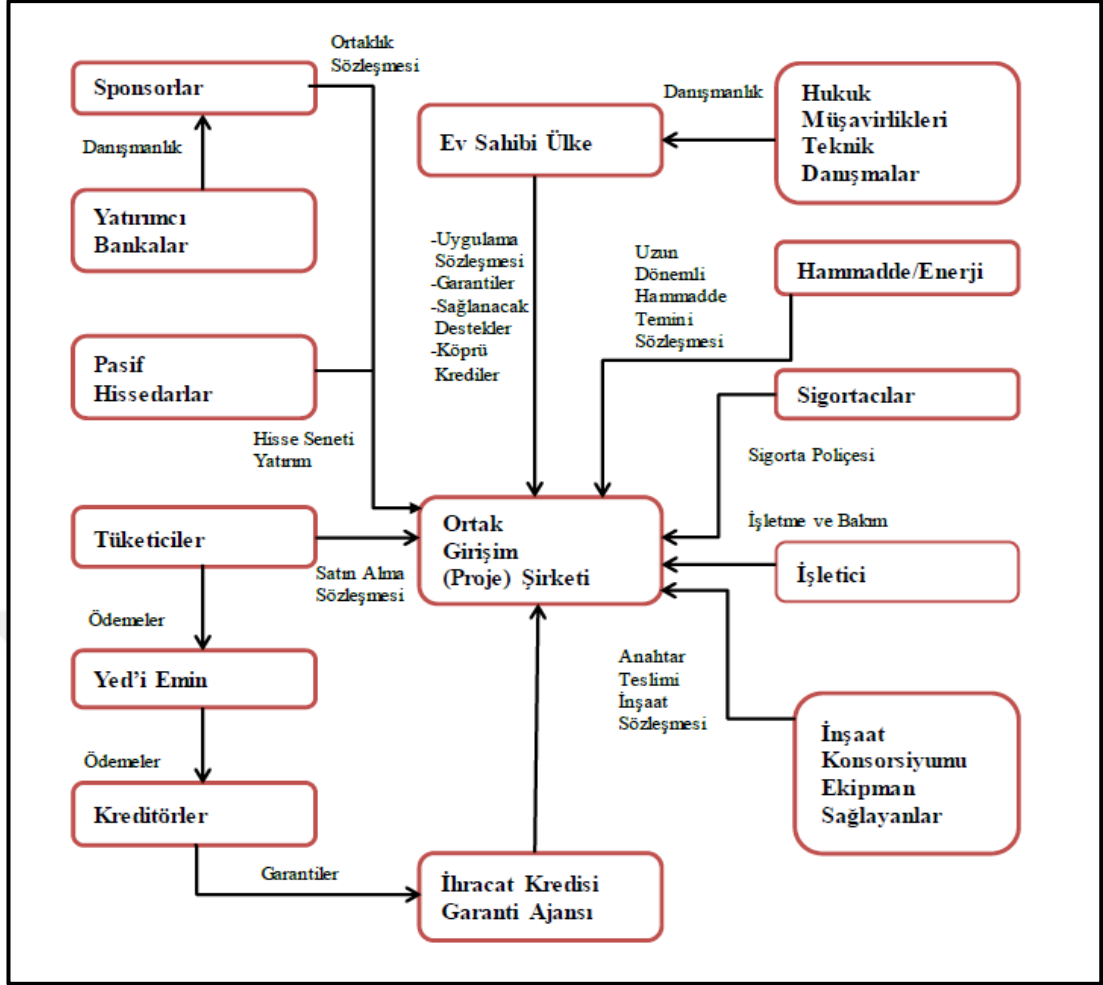 Ortaklık
Sözleşmesi
Sponsorlar
Danışmanlık
Yatırımcı
Bankalar
Ev Sahibi Ülke
Danışmanlık
Hukuk
Müşavirlikleri
Teknik
Danışmalar
-Uygulama
Sözleşmesi
-Garantiler
-Sağlanacak
Destekler
-Köprü
Krediler
Uzun
Dönemli
Hammadde
Temini
Sözleşmesi
Hammadde/Enerji
Pasif
Hissedarlar
Hisse Seneti
Yatırım
Sigortacılar
Sigorta Poliçesi
Tüketiciler
Satın Alma
Sözleşmesi
Ortak
Girişim
(Proje) Şirketi
İşletme ve Bakım
İşletici
Ödemeler
Yed’i Emin
Ödemeler
Kreditörler
Garantiler
İhracat Kredisi
Garanti Ajansı
Anahtar
Teslimi
İnşaat
Sözleşmesi
İnşaat
Konsorsiyumu
Ekipman
Sağlayanlar